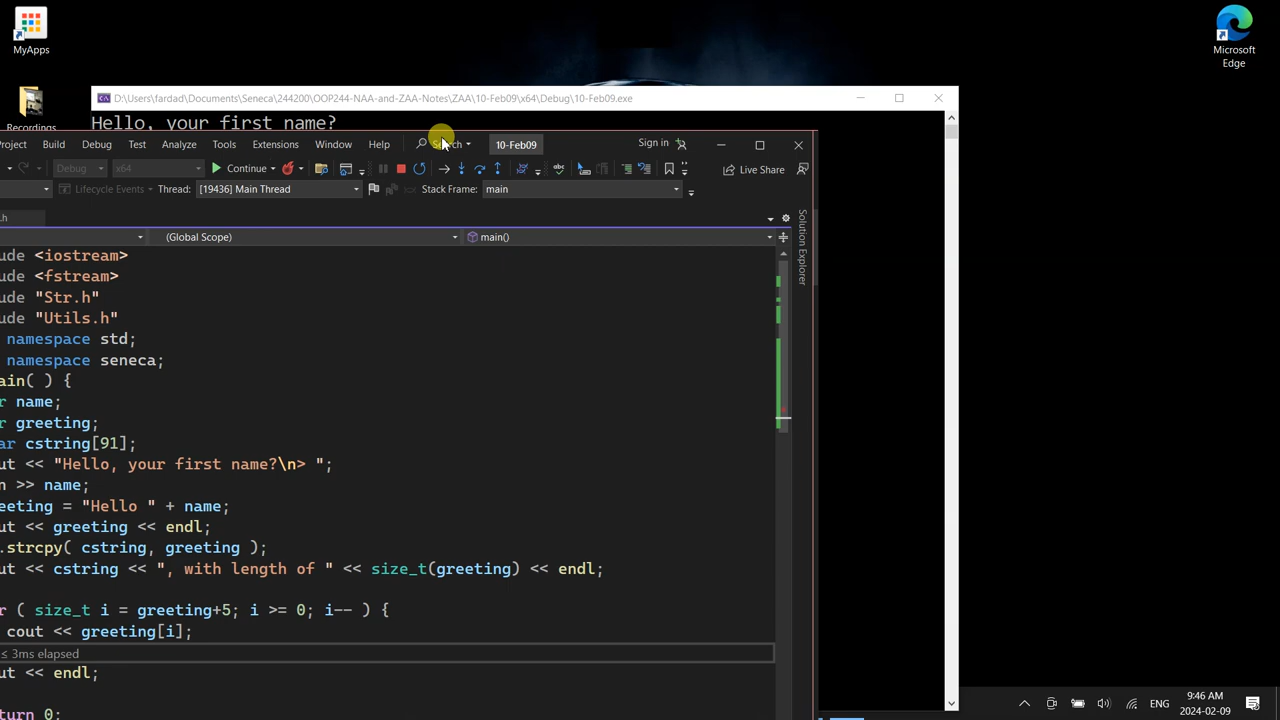 MyApps
Microsoft
Edge
Recordings
D:\Users\fardad\Documents\Seneca\244200\OOP244-NAA-and-ZAA-Notes\ZAA\10-Feb09\x64\Debug\10-Feb09.exe
Hello, your first name?
Project Build Debug Test Analyze Tools Extensions Window Help Search 10-Feb09 Sign in
Debug x64 Continue Live Share
Lifecycle Events Thread: [19436] Main Thread Stack Frame: main
.h
(Global Scope) main()
Solution Explorer
ude <iostream>
ude <fstream>
ude "Str.h"
ude "Utils.h"
namespace std;
namespace seneca;
ain( ) {
r name;
r greeting;
ar cstring[91];
ut << "Hello, your first name?\n> ";
n >> name;
eeting = "Hello " + name;
ut << greeting << endl;
.strcpy( cstring, greeting );
ut << cstring << ", with length of " << size_t(greeting) << endl;
r ( size_t i = greeting+5; i >= 0; i-- ) {
cout << greeting[i];
≤ 3ms elapsed
ut << endl;
turn 0;
ENG
9:46 AM
2024-02-09